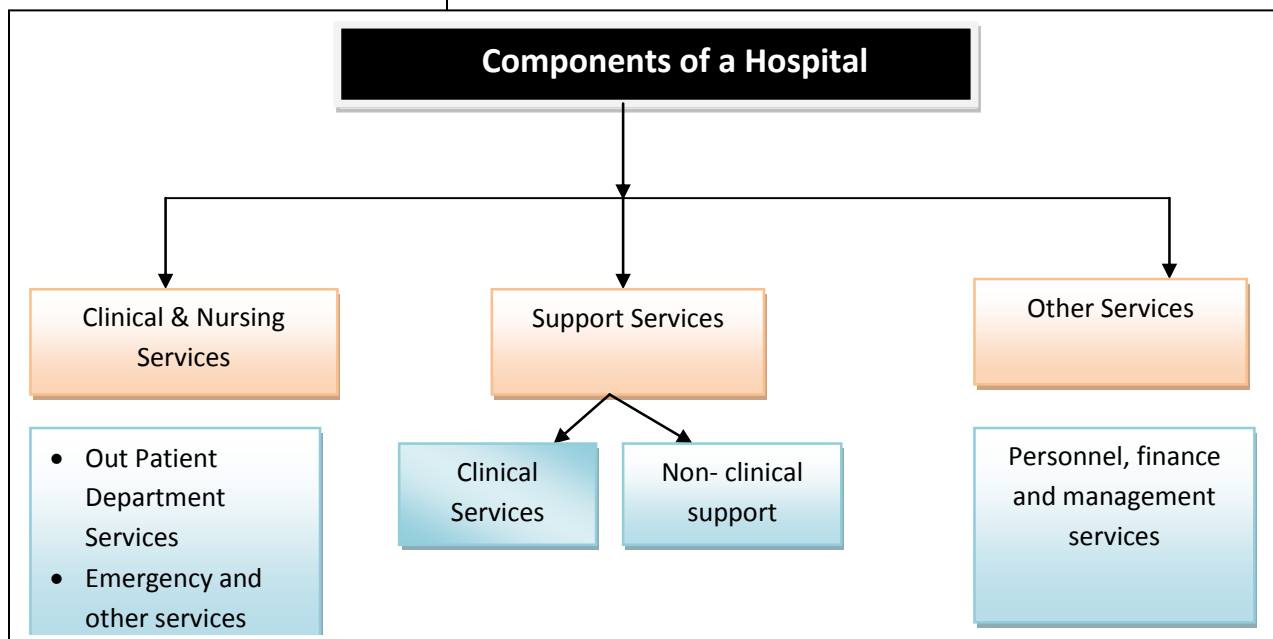 Components of a Hospital
Clinical & Nursing
Services
Support Services
Other Services
• Out Patient
Department
Services
• Emergency and
other services
Clinical
Services
Non- clinical
support
Personnel, finance
and management
services